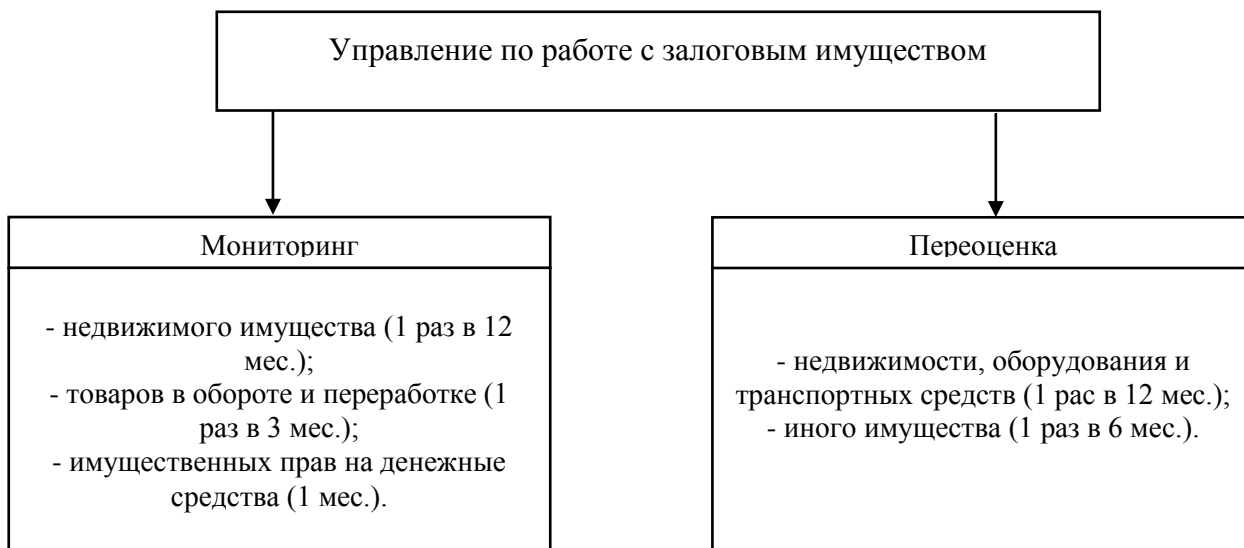 Управление по работе с залоговым имуществом
Мониторинг
- недвижимого имущества (1 раз в 12
мес.);
- товаров в обороте и переработке (1
раз в 3 мес.);
- имущественных прав на денежные
средства (1 мес.).
Переоценка
- недвижимости, оборудования и
транспортных средств (1 рас в 12 мес.);
- иного имущества (1 раз в 6 мес.).